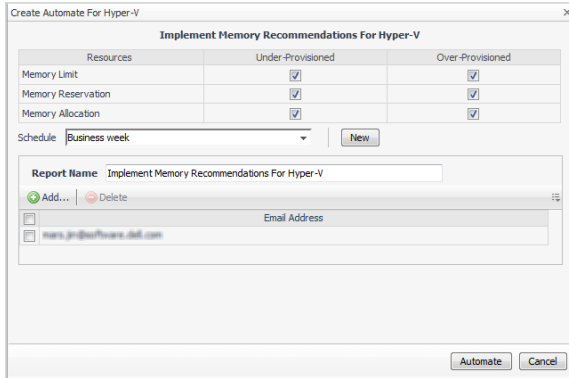 Create Automate For Hyper-V
Implement Memory Recommendations For Hyper-V
Resources Under-Provisioned Over-Provisioned
Memory Limit
Memory Reservation
Memory Allocation
Schedule Business week New
Report Name Implement Memory Recommendations For Hyper-V
Add... Delete
Email Address
Automate Cancel